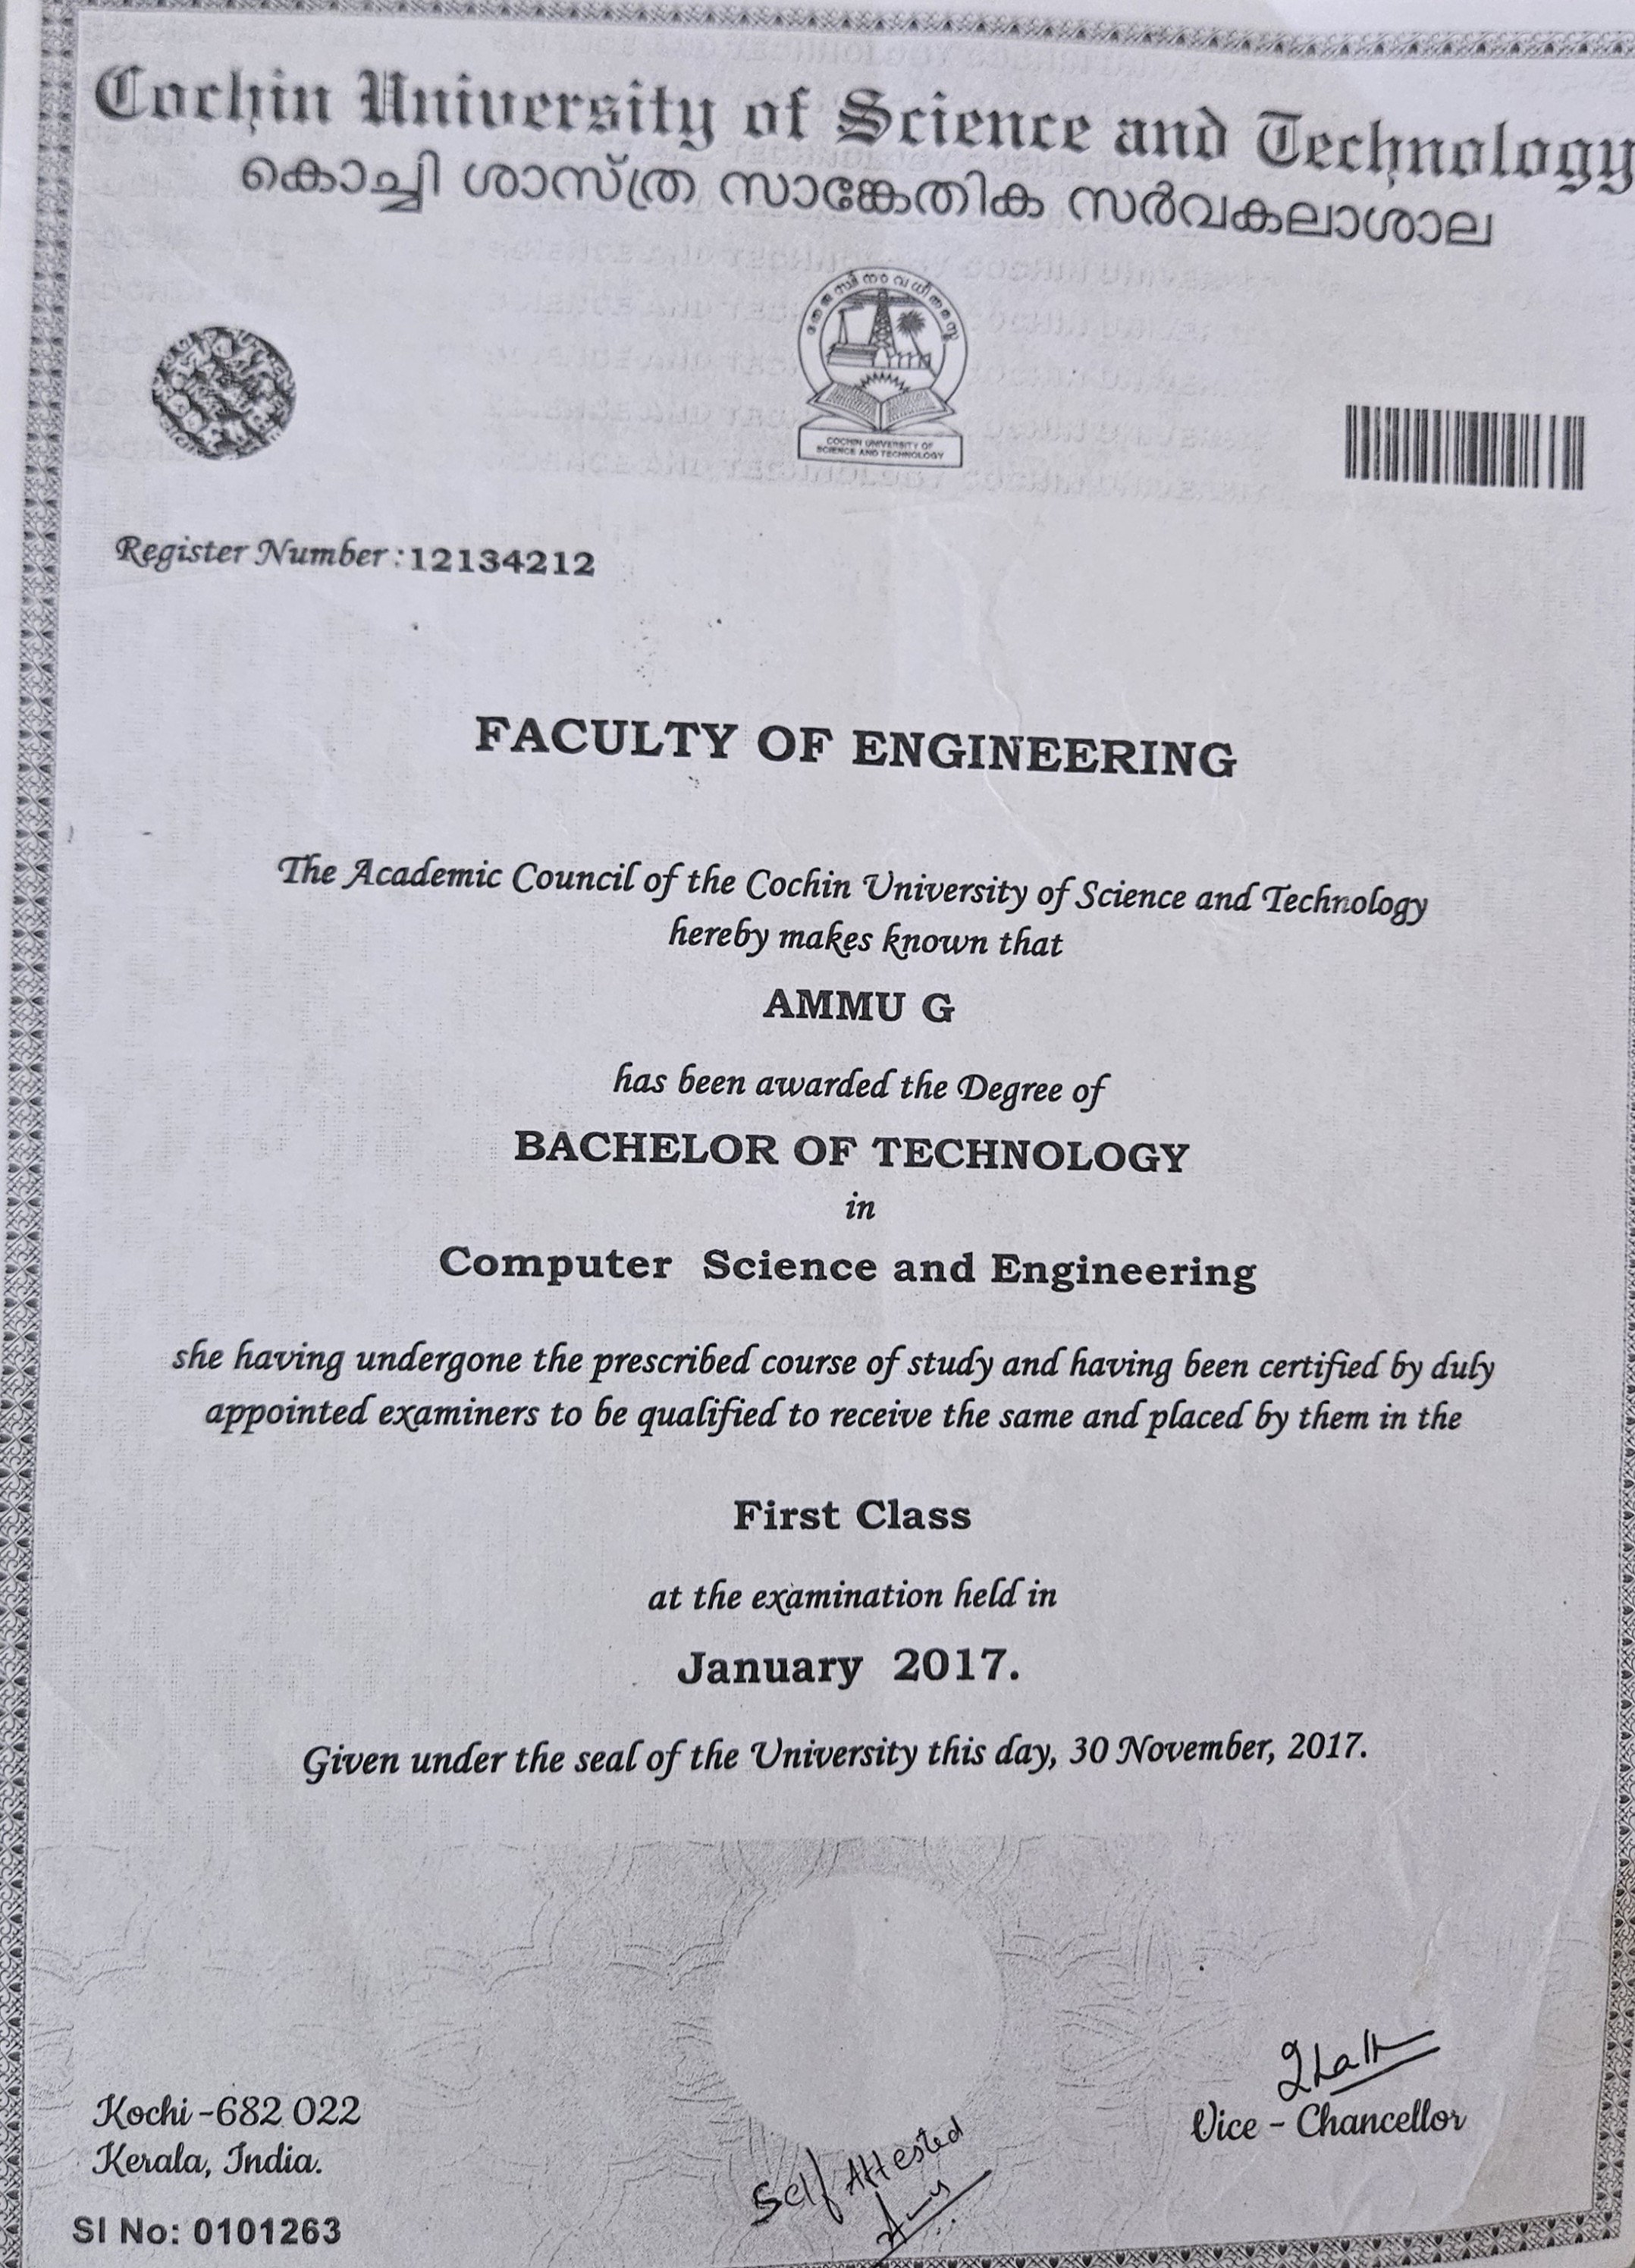 Cochin University of Science and Technology
കൊച്ചി ശാസ്ത്ര സാങ്കേതിക സർവകലാശാല
തേജസ്വിനാവധീതമസ്തു
COCHIN UNIVERSITY OF
SCIENCE AND TECHNOLOGY
Register Number : 12134212
FACULTY OF ENGINEERING
The Academic Council of the Cochin University of Science and Technology
hereby makes known that
AMMU G
has been awarded the Degree of
BACHELOR OF TECHNOLOGY
in
Computer Science and Engineering
she having undergone the prescribed course of study and having been certified by duly
appointed examiners to be qualified to receive the same and placed by them in the
First Class
at the examination held in
January 2017.
Given under the seal of the University this day, 30 November, 2017.
Kochi -682 022
Kerala, India.
SI No: 0101263
Self Attested
Vice - Chancellor